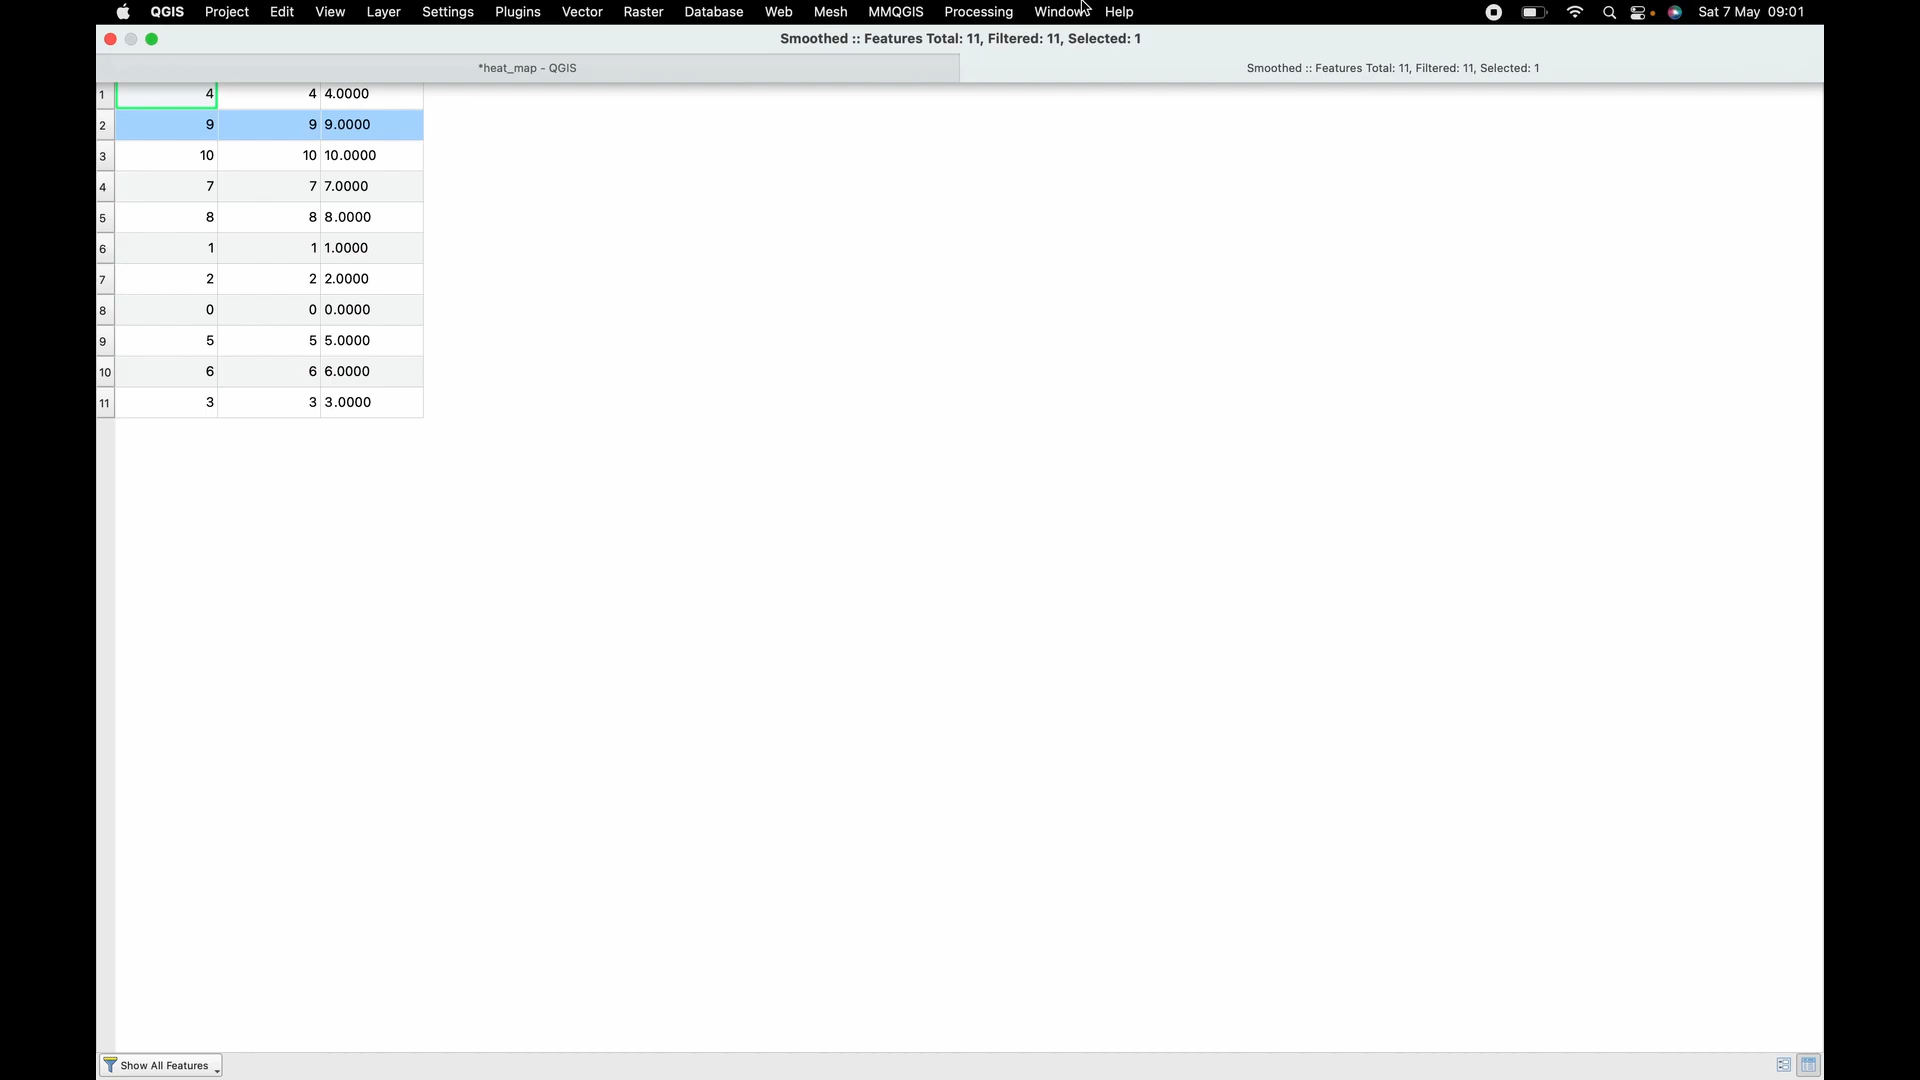 QGIS Project Edit View Layer Settings Plugins Vector Raster Database Web Mesh MMQGIS Processing Window Help Sat 7 May 09:01
Smoothed :: Features Total: 11, Filtered: 11, Selected: 1
*heat_map - QGIS Smoothed :: Features Total: 11, Filtered: 11, Selected: 1
1 4 4 4.0000
2 9 9 9.0000
3 10 10 10.0000
4 7 7 7.0000
5 8 8 8.0000
6 1 1 1.0000
7 2 2 2.0000
8 0 0 0.0000
9 5 5 5.0000
10 6 6 6.0000
11 3 3 3.0000
Show All Features